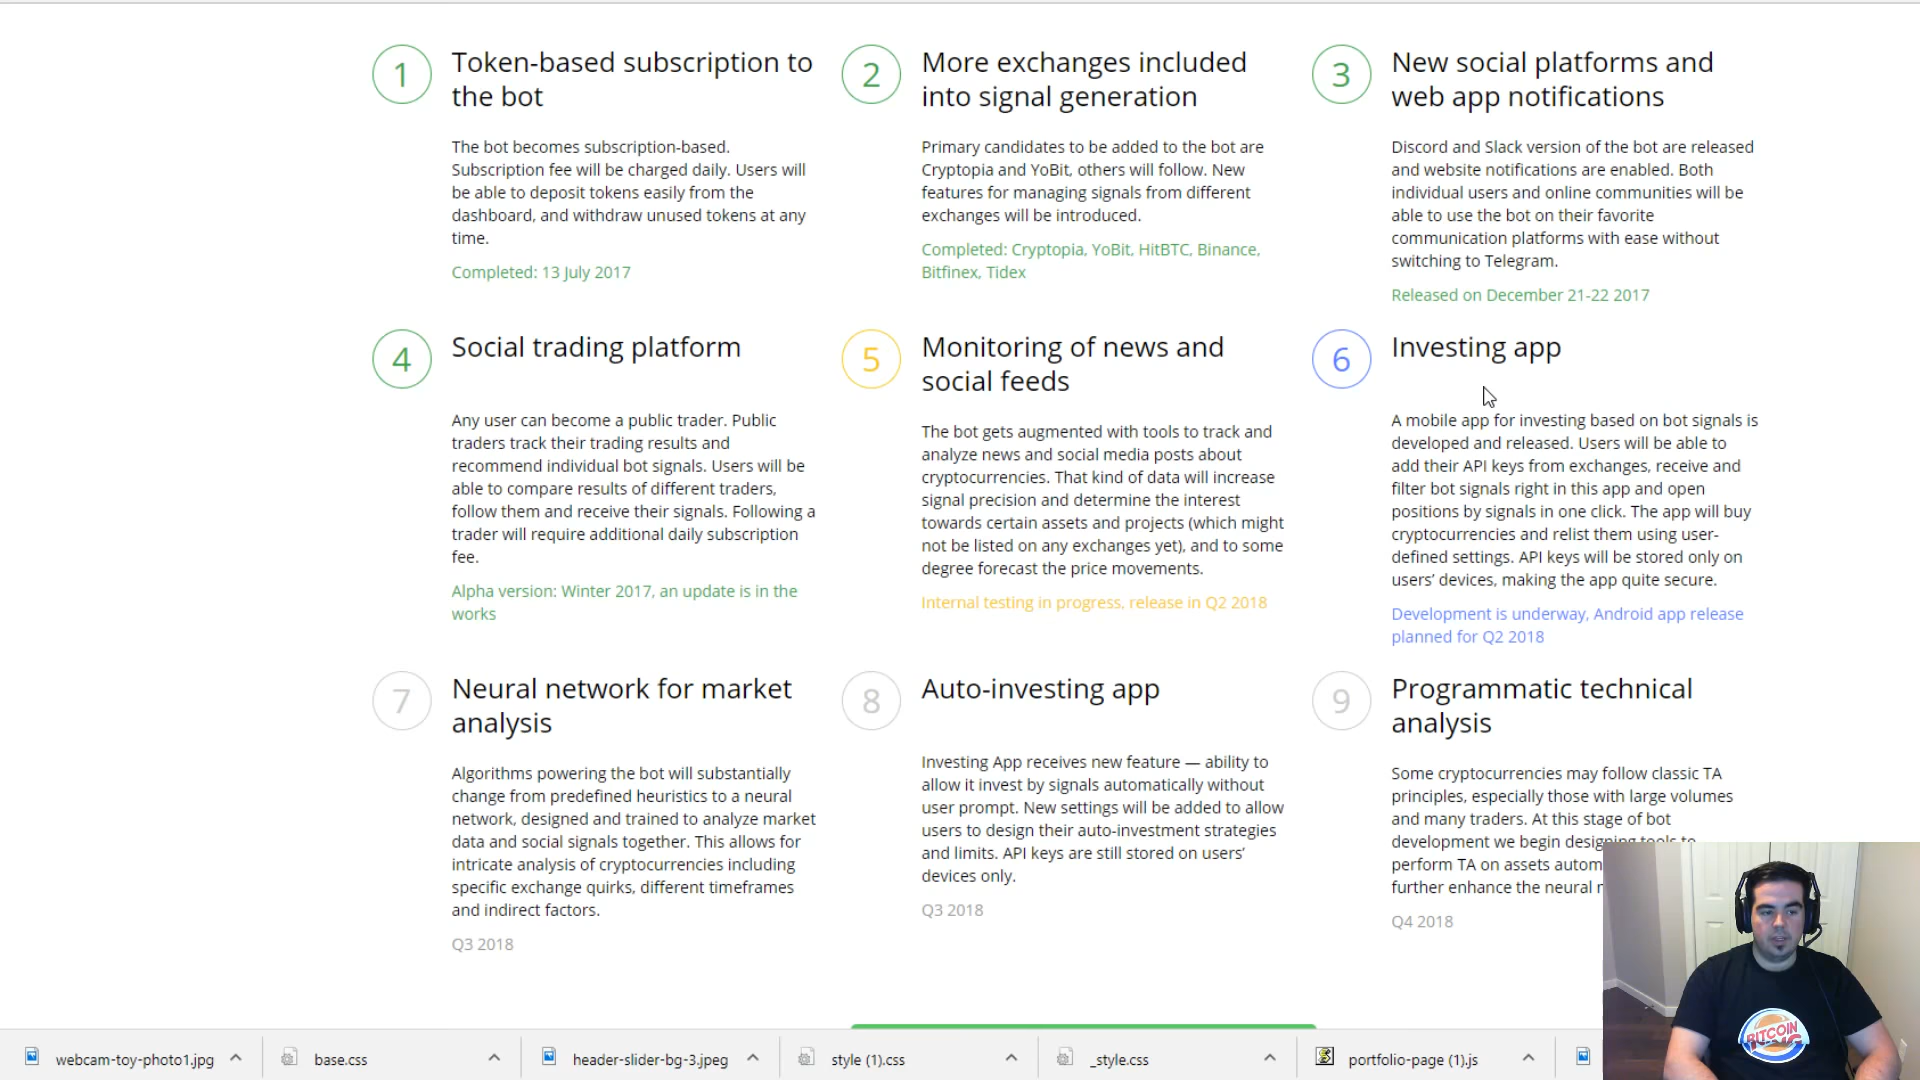 1
Token-based subscription to
the bot
The bot becomes subscription-based.
Subscription fee will be charged daily. Users will
be able to deposit tokens easily from the
dashboard, and withdraw unused tokens at any
time.
Completed: 13 July 2017
2
More exchanges included
into signal generation
Primary candidates to be added to the bot are
Cryptopia and YoBit, others will follow. New
features for managing signals from different
exchanges will be introduced.
Completed: Cryptopia, YoBit, HitBTC, Binance,
Bitfinex, Tidex
3
New social platforms and
web app notifications
Discord and Slack version of the bot are released
and website notifications are enabled. Both
individual users and online communities will be
able to use the bot on their favorite
communication platforms with ease without
switching to Telegram.
Released on December 21-22 2017
4
Social trading platform
Any user can become a public trader. Public
traders track their trading results and
recommend individual bot signals. Users will be
able to compare results of different traders,
follow them and receive their signals. Following a
trader will require additional daily subscription
fee.
Alpha version: Winter 2017, an update is in the
works
5
Monitoring of news and
social feeds
The bot gets augmented with tools to track and
analyze news and social media posts about
cryptocurrencies. That kind of data will increase
signal precision and determine the interest
towards certain assets and projects (which might
not be listed on any exchanges yet), and to some
degree forecast the price movements.
Internal testing in progress, release in Q2 2018
6
Investing app
A mobile app for investing based on bot signals is
developed and released. Users will be able to
add their API keys from exchanges, receive and
filter bot signals right in this app and open
positions by signals in one click. The app will buy
cryptocurrencies and relist them using user-
defined settings. API keys will be stored only on
users’ devices, making the app quite secure.
Development is underway, Android app release
planned for Q2 2018
7
Neural network for market
analysis
Algorithms powering the bot will substantially
change from predefined heuristics to a neural
network, designed and trained to analyze market
data and social signals together. This allows for
intricate analysis of cryptocurrencies including
specific exchange quirks, different timeframes
and indirect factors.
Q3 2018
8
Auto-investing app
Investing App receives new feature — ability to
allow it invest by signals automatically without
user prompt. New settings will be added to allow
users to design their auto-investment strategies
and limits. API keys are still stored on users’
devices only.
Q3 2018
9
Programmatic technical
analysis
Some cryptocurrencies may follow classic TA
principles, especially those with large volumes
and many traders. At this stage of bot
development we begin designing tools to
perform TA on assets
further enhance the neural
Q4 2018
BITCOIN
KING
webcam-toy-photo1.jpg
base.css
header-slider-bg-3.jpeg
style (1).css
_style.css
portfolio-page (1).js